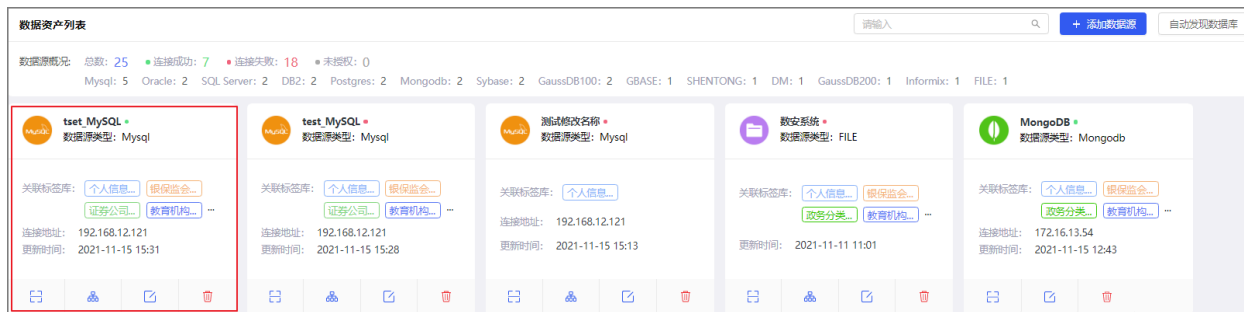 数据资产列表
请输入
+ 添加数据源
自动发现数据库
数据源概况: 总数: 25 连接成功: 7 连接失败: 18 未授权: 0
Mysql: 5 Oracle: 2 SQL Server: 2 DB2: 2 Postgres: 2 Mongodb: 2 Sybase: 2 GaussDB100: 2 GBASE: 1 SHENTONG: 1 DM: 1 GaussDB200: 1 Informix: 1 FILE: 1
MySQL
tset_MySQL
数据源类型: Mysql
关联标签库: 个人信息... 银保监会...
证券公司... 教育机构... ...
连接地址: 192.168.12.121
更新时间: 2021-11-15 15:31
MySQL
test_MySQL
数据源类型: Mysql
关联标签库: 个人信息... 银保监会...
证券公司... 教育机构... ...
连接地址: 192.168.12.121
更新时间: 2021-11-15 15:28
MySQL
测试修改名称
数据源类型: Mysql
关联标签库: 个人信息...
连接地址: 192.168.12.121
更新时间: 2021-11-15 15:13
数安系统
数据源类型: FILE
关联标签库: 个人信息... 银保监会...
政务分类... 教育机构... ...
更新时间: 2021-11-11 11:01
MongoDB
数据源类型: Mongodb
关联标签库: 个人信息... 银保监会...
政务分类... 教育机构... ...
连接地址: 172.16.13.54
更新时间: 2021-11-15 12:43